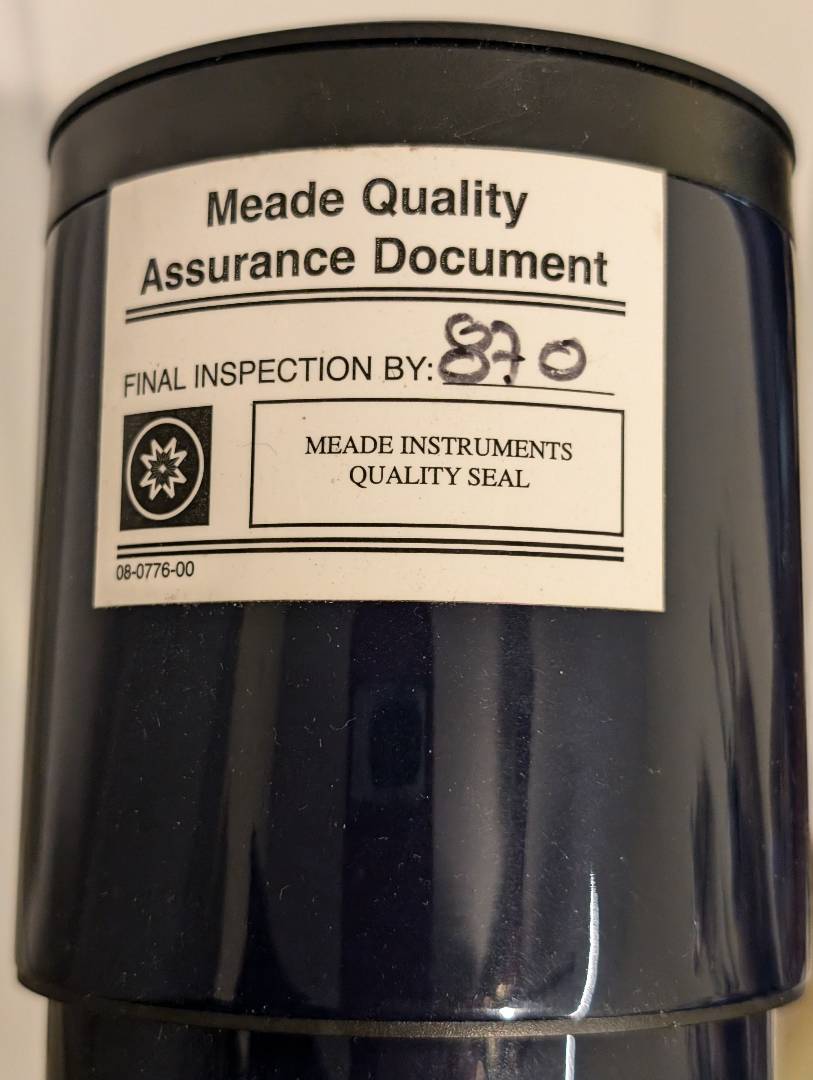 Meade Quality
Assurance Document
FINAL INSPECTION BY: 870
MEADE INSTRUMENTS
QUALITY SEAL
08-0776-00